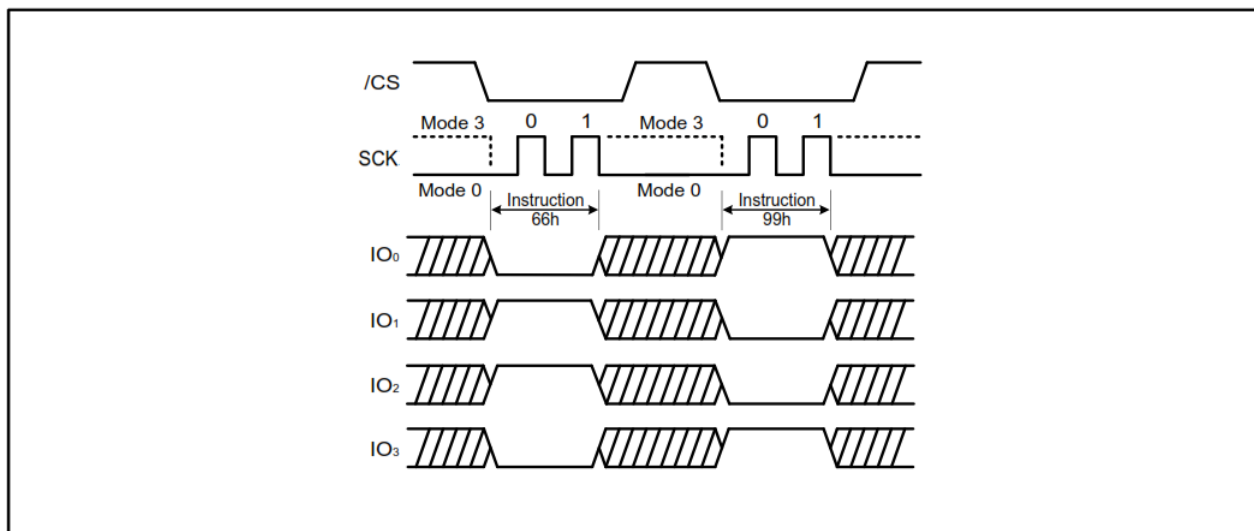 /CS
Mode 3 0 1 Mode 3 0 1
SCK
Mode 0 Mode 0
Instruction Instruction
66h 99h
IO₀
IO₁
IO₂
IO₃